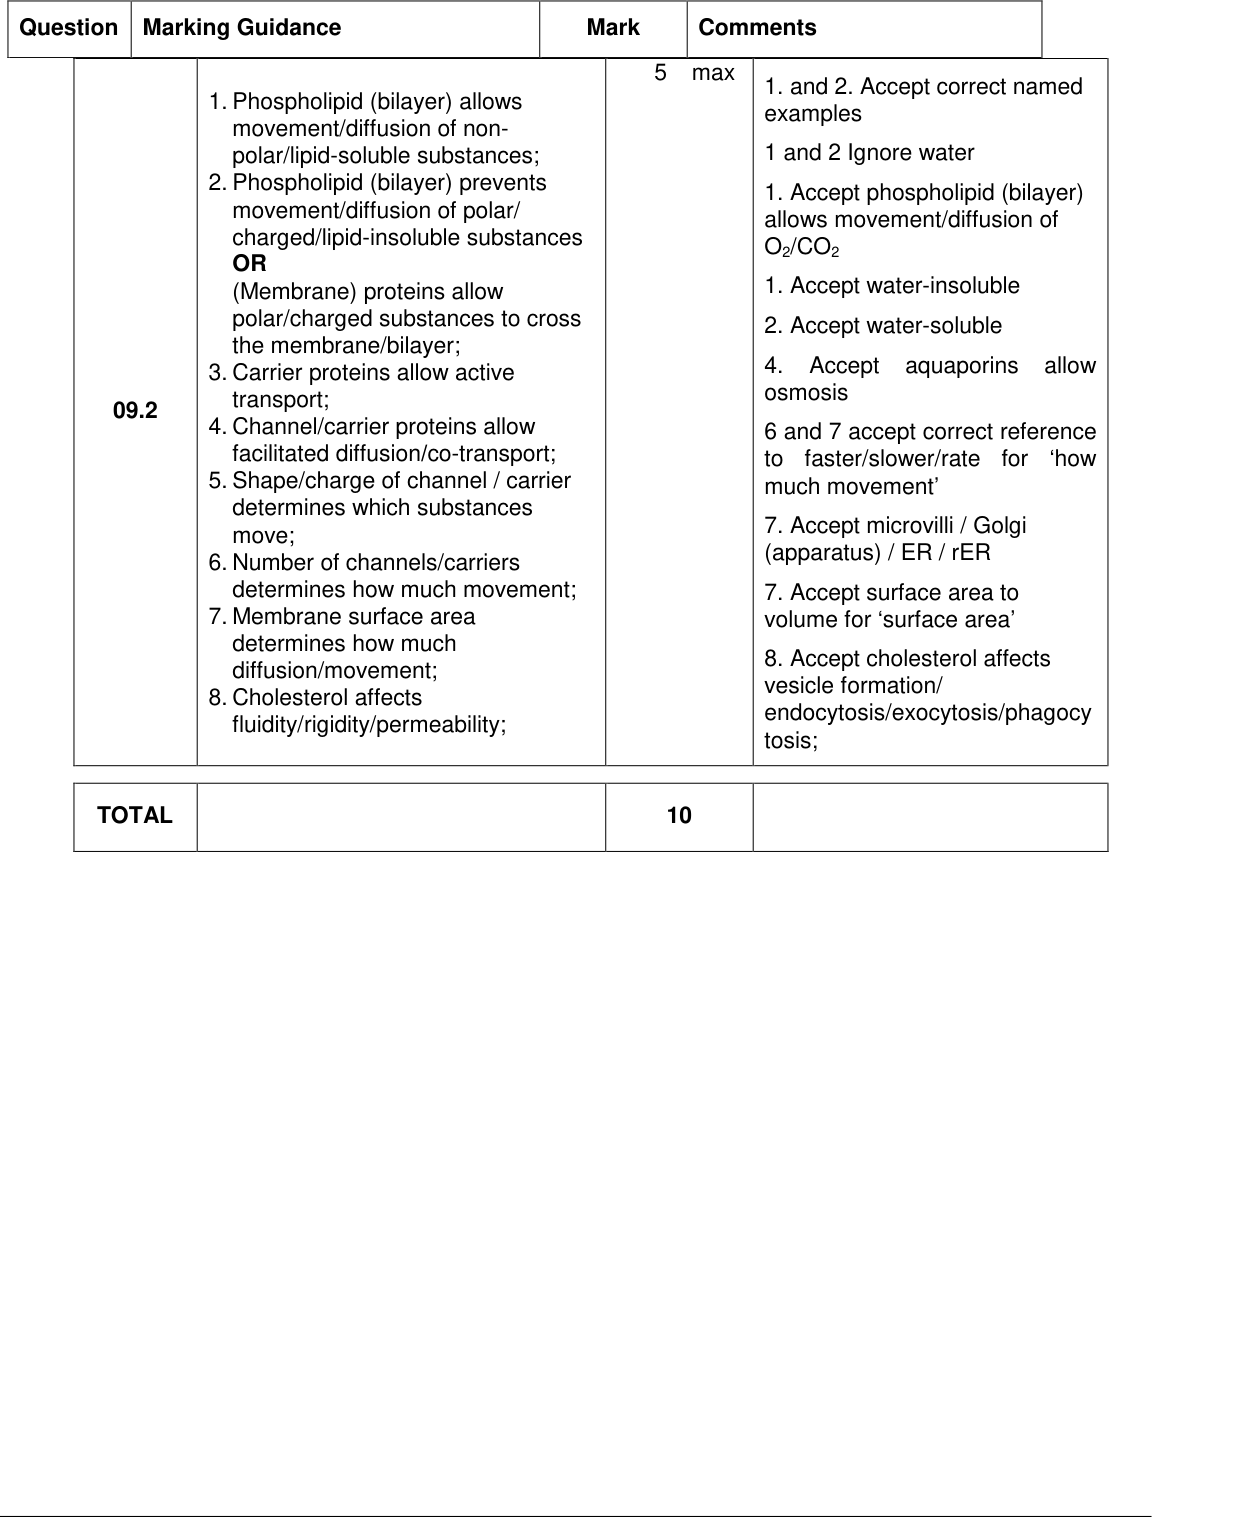 Question Marking Guidance Mark Comments
09.2
1. Phospholipid (bilayer) allows
movement/diffusion of non-
polar/lipid-soluble substances;
2. Phospholipid (bilayer) prevents
movement/diffusion of polar/
charged/lipid-insoluble substances
OR
(Membrane) proteins allow
polar/charged substances to cross
the membrane/bilayer;
3. Carrier proteins allow active
transport;
4. Channel/carrier proteins allow
facilitated diffusion/co-transport;
5. Shape/charge of channel / carrier
determines which substances
move;
6. Number of channels/carriers
determines how much movement;
7. Membrane surface area
determines how much
diffusion/movement;
8. Cholesterol affects
fluidity/rigidity/permeability;
5 max
1. and 2. Accept correct named
examples
1 and 2 Ignore water
1. Accept phospholipid (bilayer)
allows movement/diffusion of
O₂/CO₂
1. Accept water-insoluble
2. Accept water-soluble
4. Accept aquaporins allow
osmosis
6 and 7 accept correct reference
to faster/slower/rate for ‘how
much movement’
7. Accept microvilli / Golgi
(apparatus) / ER / rER
7. Accept surface area to
volume for ‘surface area’
8. Accept cholesterol affects
vesicle formation/
endocytosis/exocytosis/phagocy
tosis;
TOTAL 10